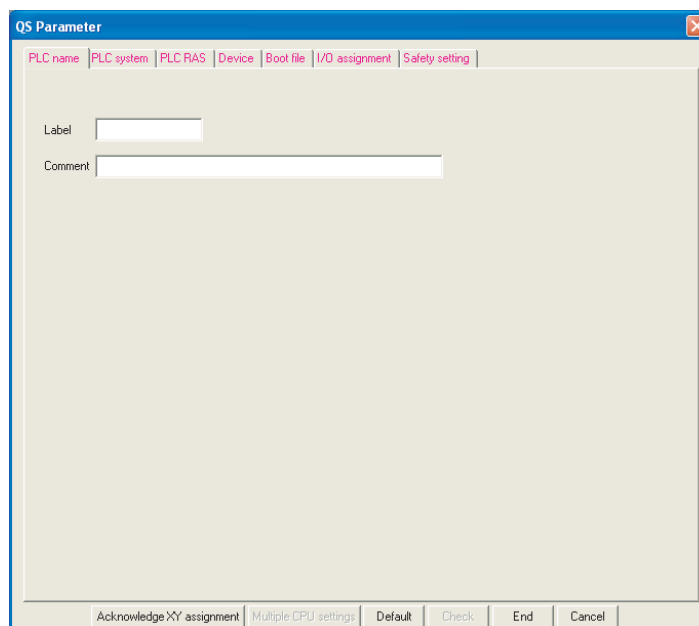 QS Parameter
PLC name PLC system PLC RAS Device Boot file I/O assignment Safety setting
Label
Comment
Acknowledge XY assignment Multiple CPU settings Default Check End Cancel